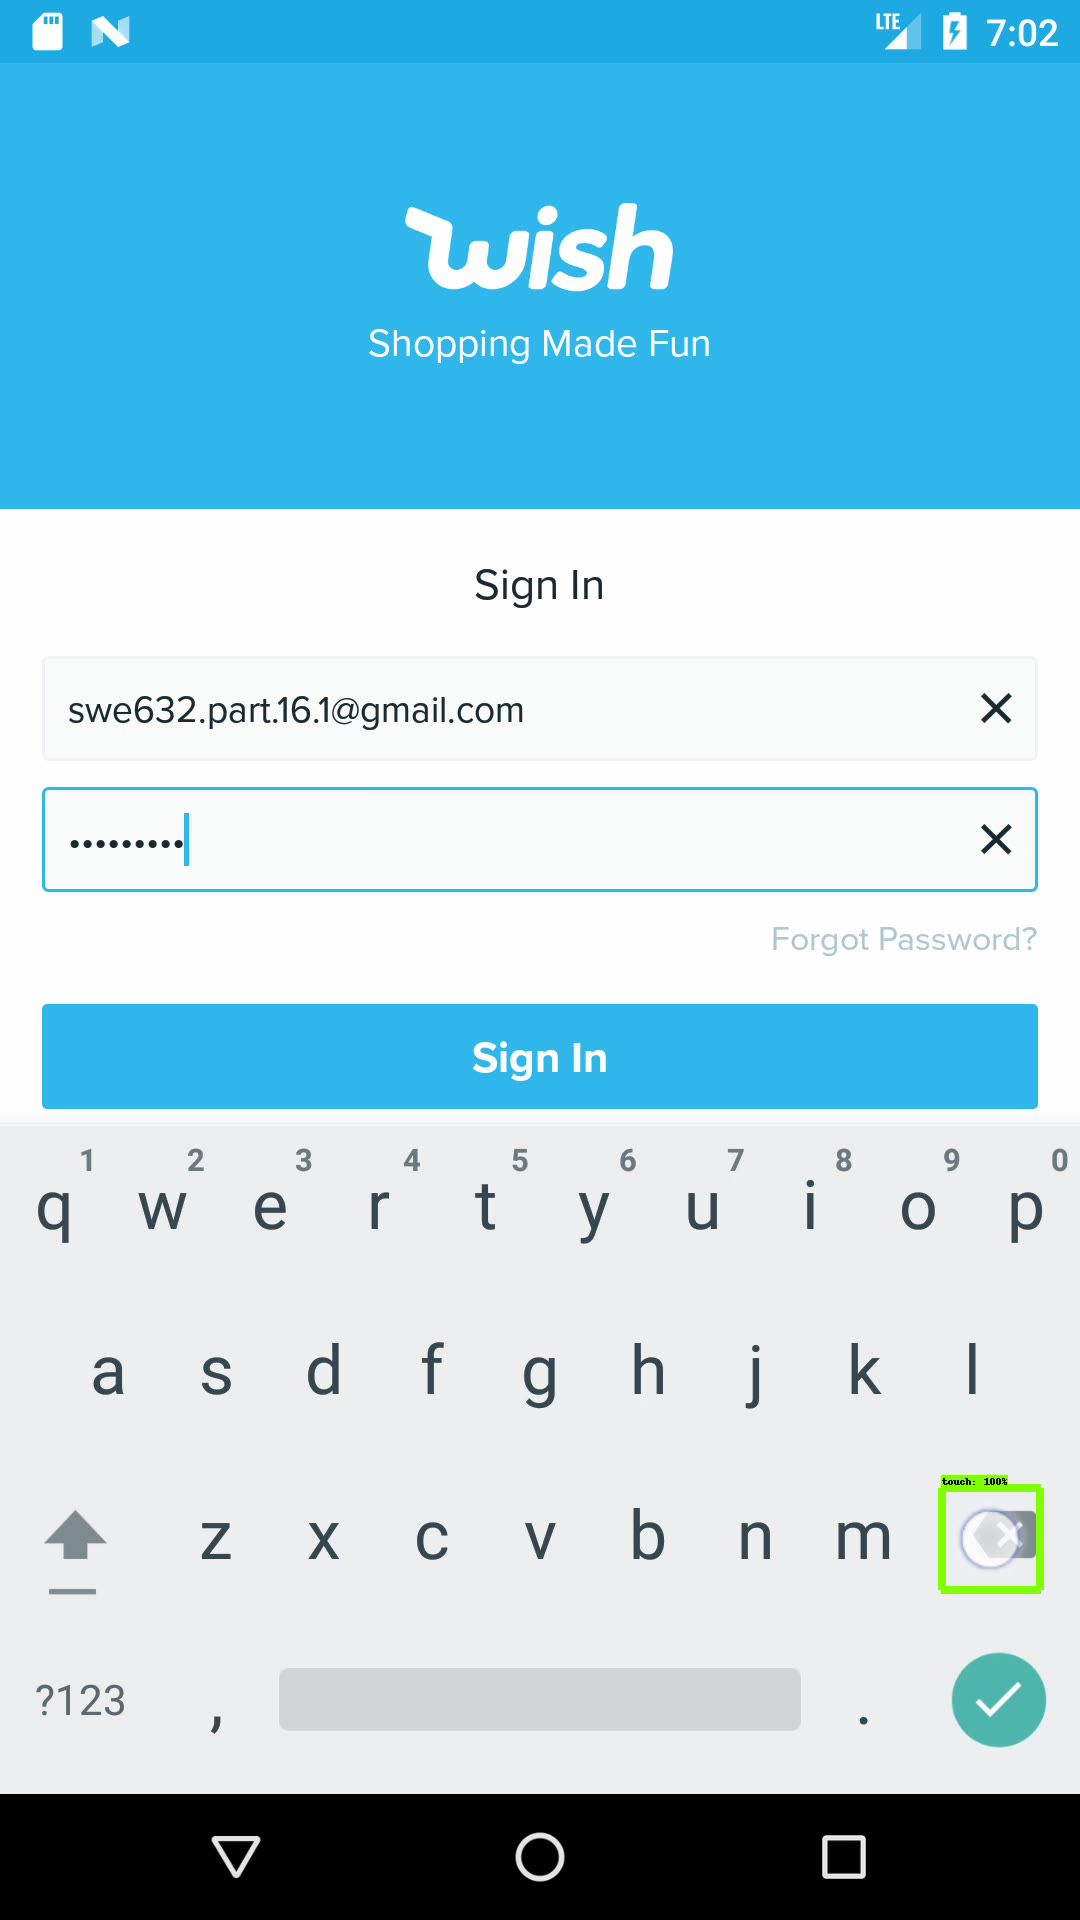 LTE 7:02
wish
Shopping Made Fun
Sign In
swe632.part.16.1@gmail.com
•••••••••
Forgot Password?
Sign In
1 2 3 4 5 6 7 8 9 0
q w e r t y u i o p
a s d f g h j k l
touch: 100%
z x c v b n m
?123 , .